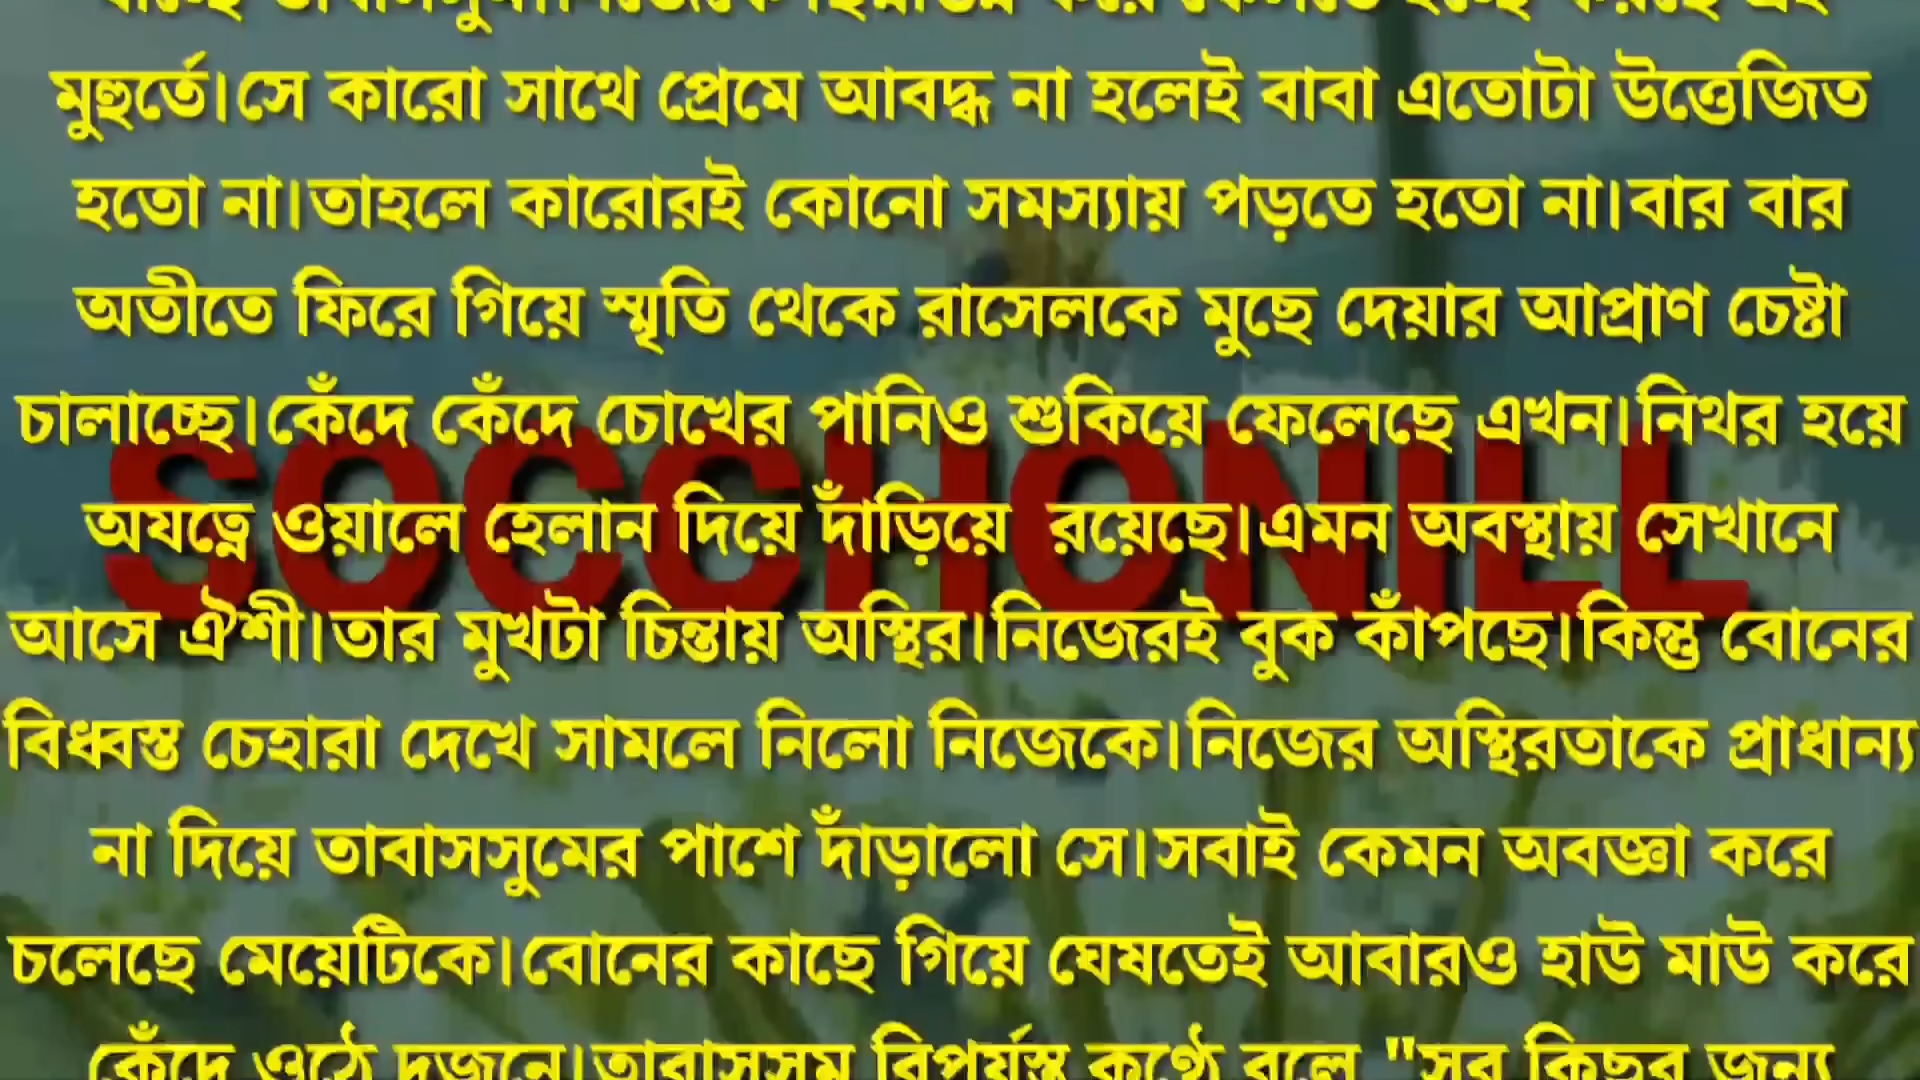 মুহুর্তে।সে কারো সাথে প্রেমে আবদ্ধ না হলেই বাবা এতোটা উত্তেজিত
হতো না।তাহলে কারোরই কোনো সমস্যায় পড়তে হতো না।বার বার
অতীতে ফিরে গিয়ে স্মৃতি থেকে রাসেলকে মুছে দেয়ার আপ্রাণ চেষ্টা
চালাচ্ছে।কেঁদে কেঁদে চোখের পানিও শুকিয়ে ফেলেছে এখন।নিথর হয়ে
SOCCHONILL
অযত্নে ওয়ালে হেলান দিয়ে দাঁড়িয়ে রয়েছে।এমন অবস্থায় সেখানে
আসে ঐশী।তার মুখটা চিন্তায় অস্থির।নিজেরই বুক কাঁপছে।কিন্তু বোনের
বিধ্বস্ত চেহারা দেখে সামলে নিলো নিজেকে।নিজের অস্থিরতাকে প্রাধান্য
না দিয়ে তাবাসসুমের পাশে দাঁড়ালো সে।সবাই কেমন অবজ্ঞা করে
চলেছে মেয়েটিকে।বোনের কাছে গিয়ে ঘেষতেই আবারও হাউ মাউ করে
কেঁদে ওঠে দুজনে।তাবাসসুম বিপর্যস্ত কণ্ঠে বলে "সব কিছুর জন্য